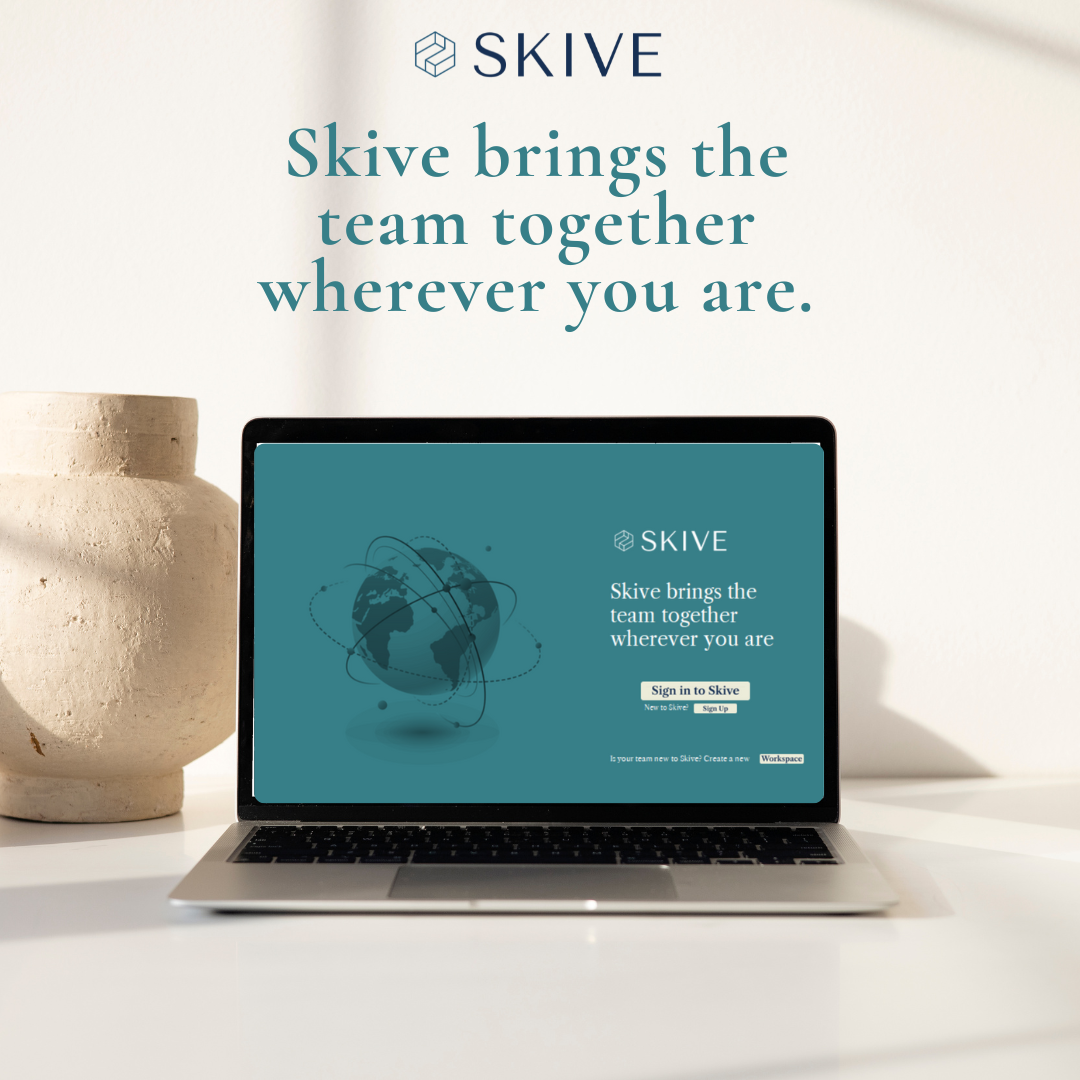 SKIVE
Skive brings the
team together
wherever you are.
SKIVE
Skive brings the
team together
wherever you are
Sign in to Skive
New to Skive?
Sign Up
Is your team new to Skive? Create a new
Workspace